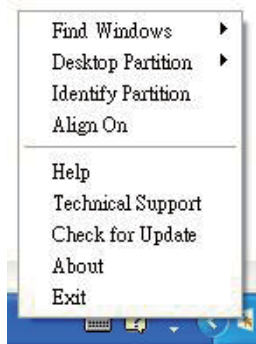 Find Windows
Desktop Partition
Identify Partition
Align On
Help
Technical Support
Check for Update
About
Exit